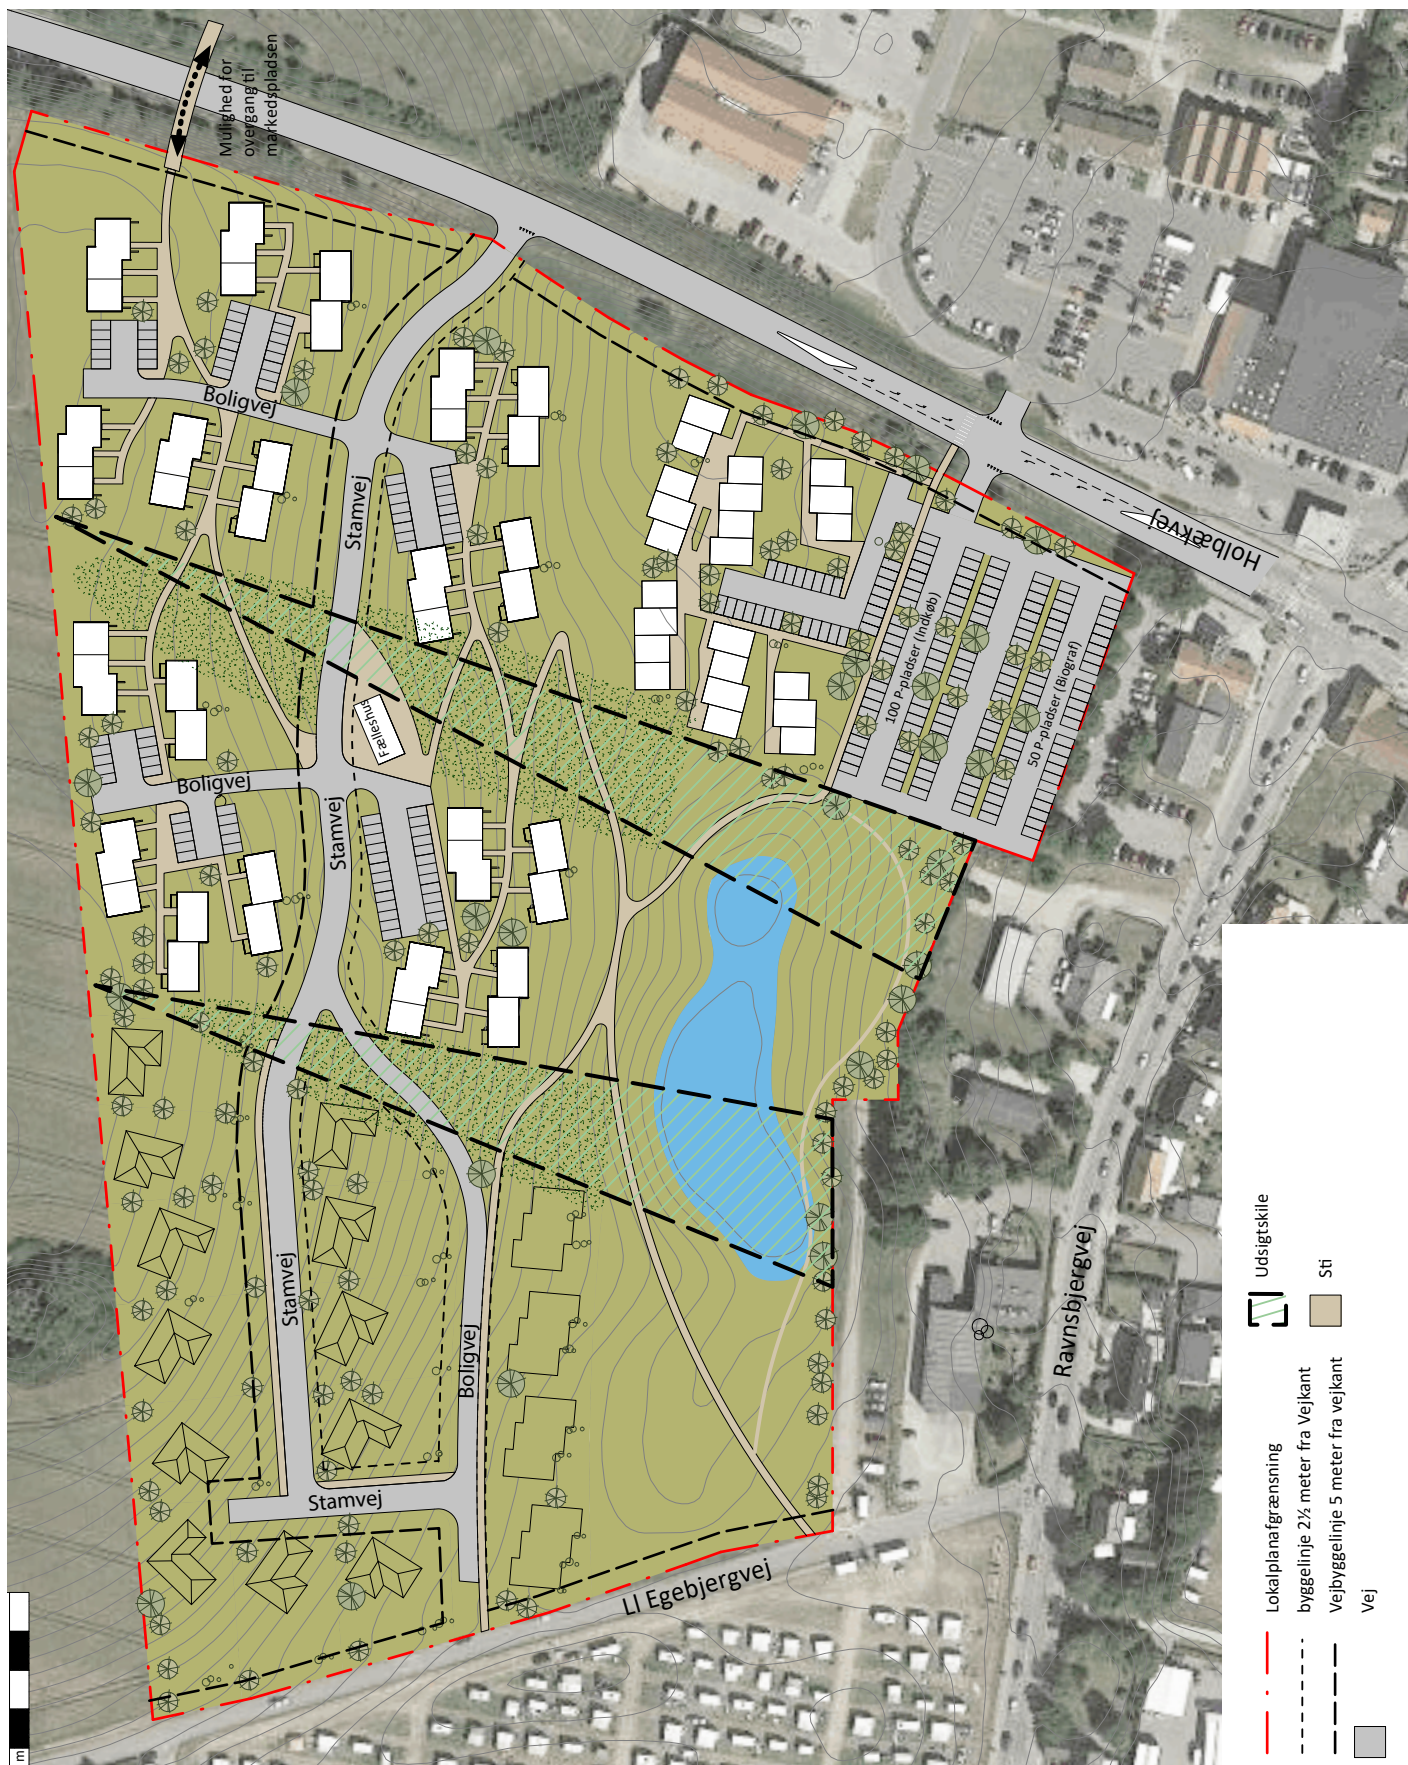 Mulighed for
overgang til
markedspladsen
Boligvej
Stamvej
Fælleshus
Boligvej
Stamvej
100 P-pladser (Indkøb)
50 P-pladser (Biograf)
Holbækvej
Stamvej
Boligvej
Stamvej
Ravnsbjergvej
Ll Egebjergvej
m
Lokalplanafgrænsning
byggelinje 2½ meter fra Vejkant
Vejbyggelinje 5 meter fra vejkant
Vej
Udsigtskile
Sti